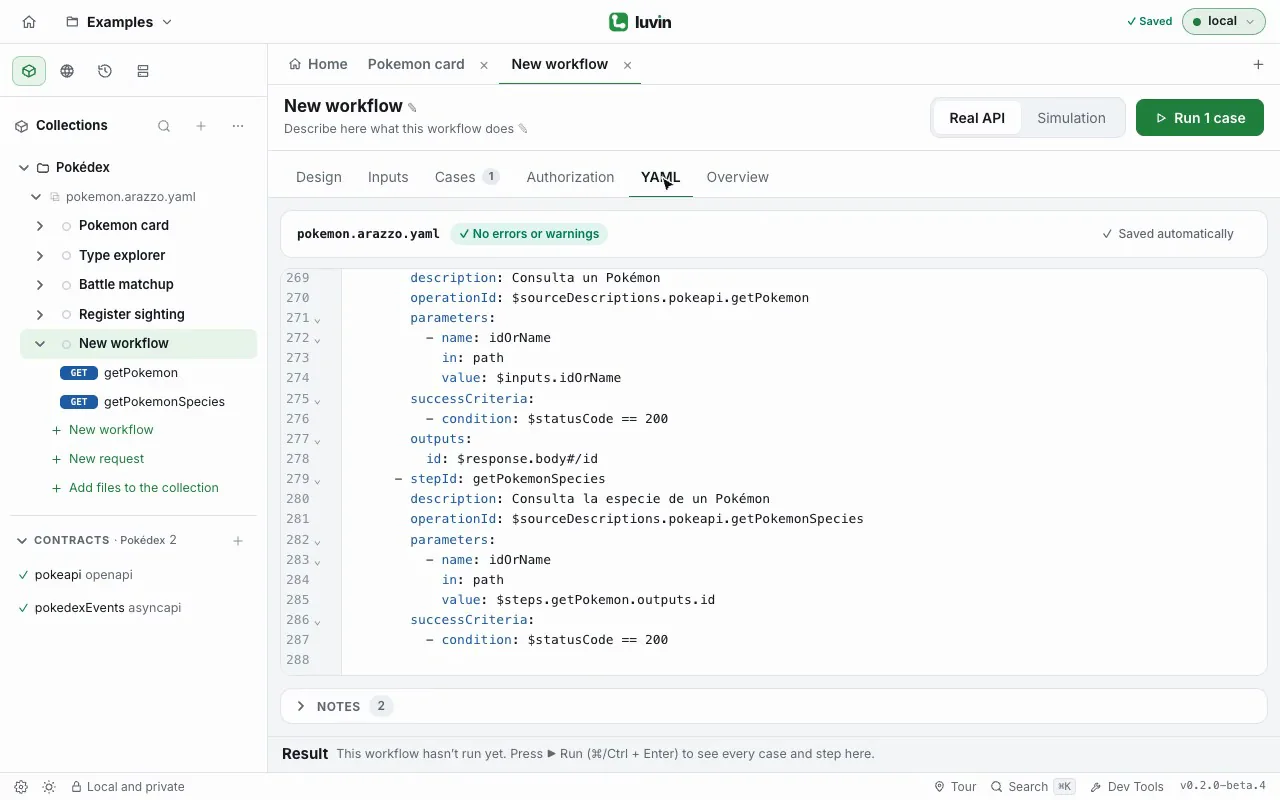 Examples
luvin
✓ Saved
local
Home
Pokemon card ×
New workflow ×
+
Collections
Pokédex
pokemon.arazzo.yaml
Pokemon card
Type explorer
Battle matchup
Register sighting
New workflow
GET getPokemon
GET getPokemonSpecies
+ New workflow
+ New request
+ Add files to the collection
CONTRACTS · Pokédex 2 +
✓ pokeapi openapi
✓ pokedexEvents asyncapi
New workflow
Describe here what this workflow does
Real API
Simulation
Run 1 case
Design
Inputs
Cases 1
Authorization
YAML
Overview
pokemon.arazzo.yaml
✓ No errors or warnings
✓ Saved automatically
269 description: Consulta un Pokémon
270 operationId: $sourceDescriptions.pokeapi.getPokemon
271 parameters:
272 - name: idOrName
273 in: path
274 value: $inputs.idOrName
275 successCriteria:
276 - condition: $statusCode == 200
277 outputs:
278 id: $response.body#/id
279 - stepId: getPokemonSpecies
280 description: Consulta la especie de un Pokémon
281 operationId: $sourceDescriptions.pokeapi.getPokemonSpecies
282 parameters:
283 - name: idOrName
284 in: path
285 value: $steps.getPokemon.outputs.id
286 successCriteria:
287 - condition: $statusCode == 200
288
NOTES 2
Result This workflow hasn't run yet. Press ▶ Run (⌘/Ctrl + Enter) to see every case and step here.
Local and private
Tour
Search ⌘K
Dev Tools
v0.2.0-beta.4